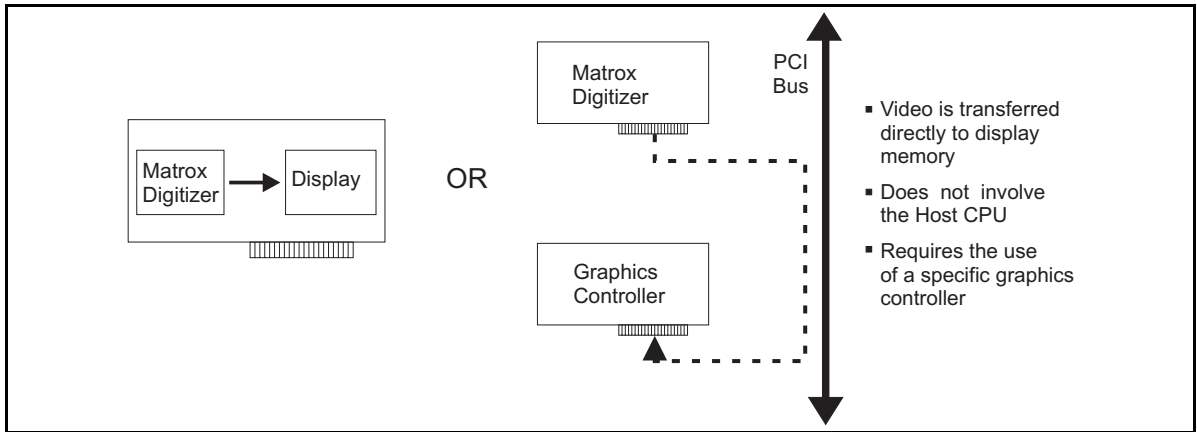 Matrox
Digitizer
Display
OR
Matrox
Digitizer
Graphics
Controller
PCI
Bus
▪ Video is transferred
directly to display
memory
▪ Does not involve
the Host CPU
▪ Requires the use
of a specific graphics
controller